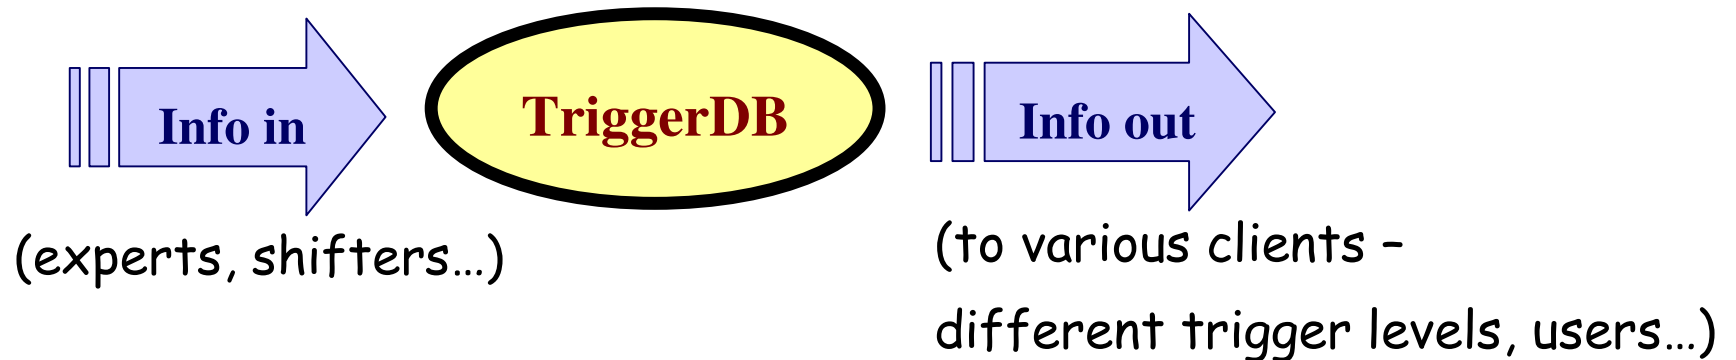 Info in
TriggerDB
Info out
(experts, shifters…)
(to various clients –
different trigger levels, users…)